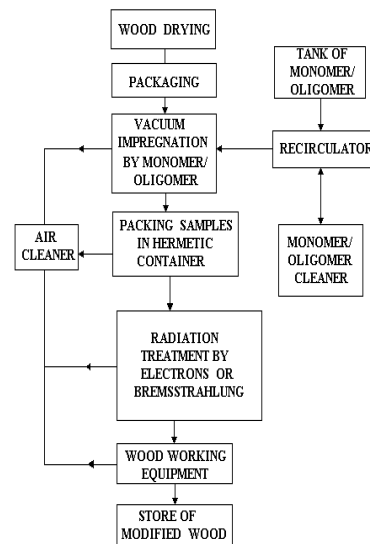 WOOD DRYING
PACKAGING
TANK OF
MONOMER/
OLIGOMER
VACUUM
IMPREGNATION
BY MONOMER/
OLIGOMER
RECIRCULATOR
PACKING SAMPLES
IN HERMETIC
CONTAINER
AIR
CLEANER
MONOMER/
OLIGOMER
CLEANER
RADIATION
TREATMENT BY
ELECTRONS OR
BREMSSTRAHLUNG
WOOD WORKING
EQUIPMENT
STORE OF
MODIFIED WOOD